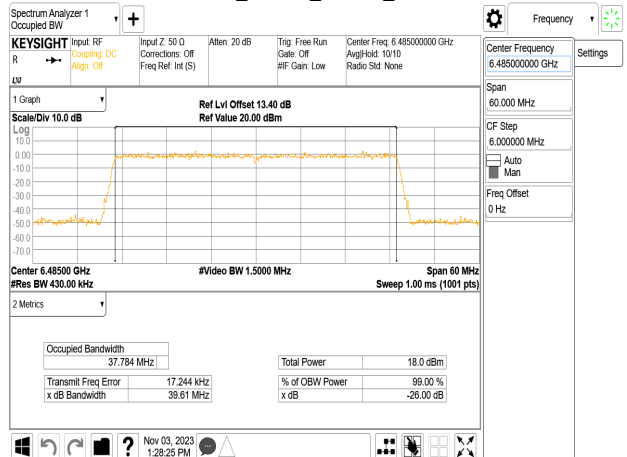 Spectrum Analyzer 1
Occupied BW
KEYSIGHT
R
LXI
Input: RF
Coupling: DC
Align: Off
Input Z: 50 Ω
Corrections: Off
Freq Ref: Int (S)
Atten: 20 dB
Trig: Free Run
Gate: Off
#IF Gain: Low
Center Freq: 6.485000000 GHz
Avg|Hold: 10/10
Radio Std: None
1 Graph
Scale/Div 10.0 dB
Ref Lvl Offset 13.40 dB
Ref Value 20.00 dBm
Log
10.0
0.00
-10.0
-20.0
-30.0
-40.0
-50.0
-60.0
-70.0
Center 6.48500 GHz
#Video BW 1.5000 MHz
Span 60 MHz
#Res BW 430.00 kHz
Sweep 1.00 ms (1001 pts)
2 Metrics
Occupied Bandwidth
37.784 MHz
Total Power 18.0 dBm
Transmit Freq Error 17.244 kHz
% of OBW Power 99.00 %
x dB Bandwidth 39.61 MHz
x dB -26.00 dB
Nov 03, 2023
1:28:25 PM
Frequency
Settings
Center Frequency
6.485000000 GHz
Span
60.000 MHz
CF Step
6.000000 MHz
Auto
Man
Freq Offset
0 Hz